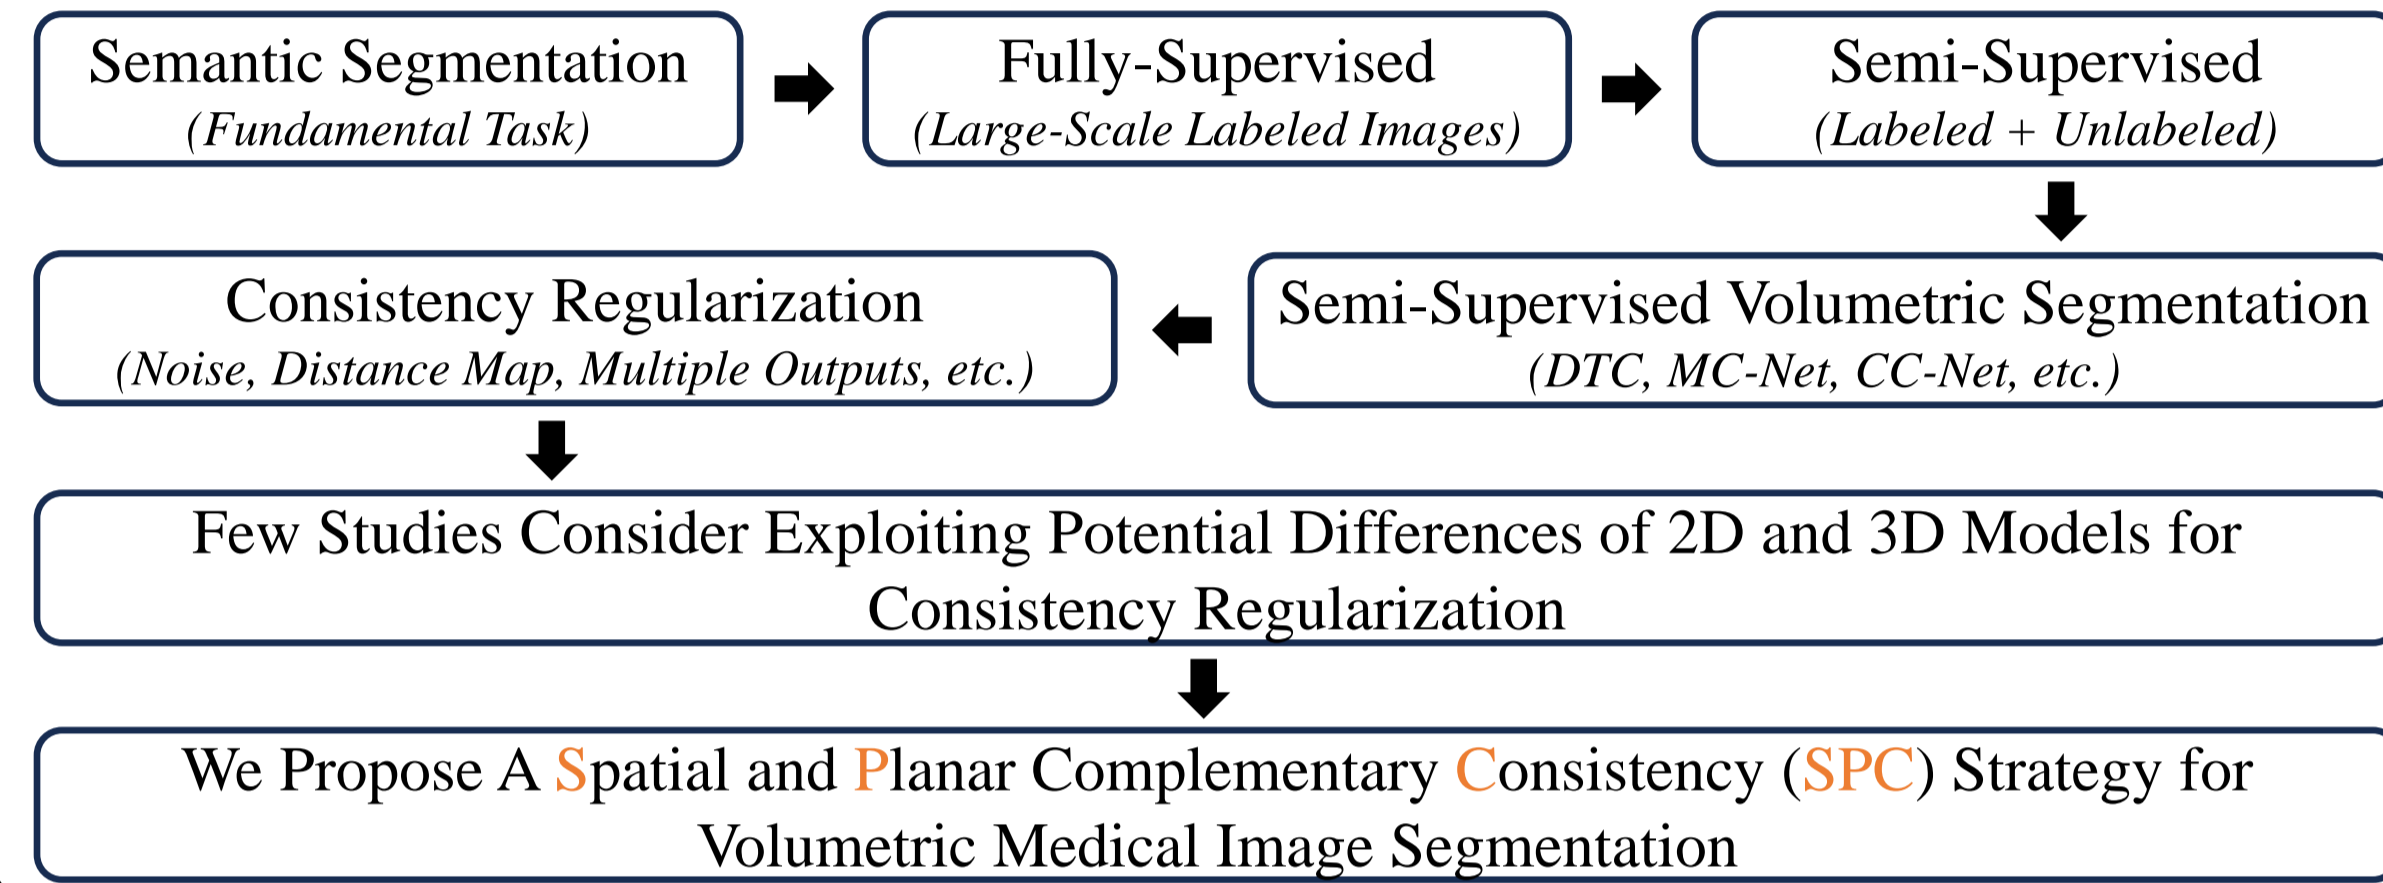 Semantic Segmentation
(Fundamental Task)
Fully-Supervised
(Large-Scale Labeled Images)
Semi-Supervised
(Labeled + Unlabeled)
Semi-Supervised Volumetric Segmentation
(DTC, MC-Net, CC-Net, etc.)
Consistency Regularization
(Noise, Distance Map, Multiple Outputs, etc.)
Few Studies Consider Exploiting Potential Differences of 2D and 3D Models for
Consistency Regularization
We Propose A Spatial and Planar Complementary Consistency (SPC) Strategy for
Volumetric Medical Image Segmentation